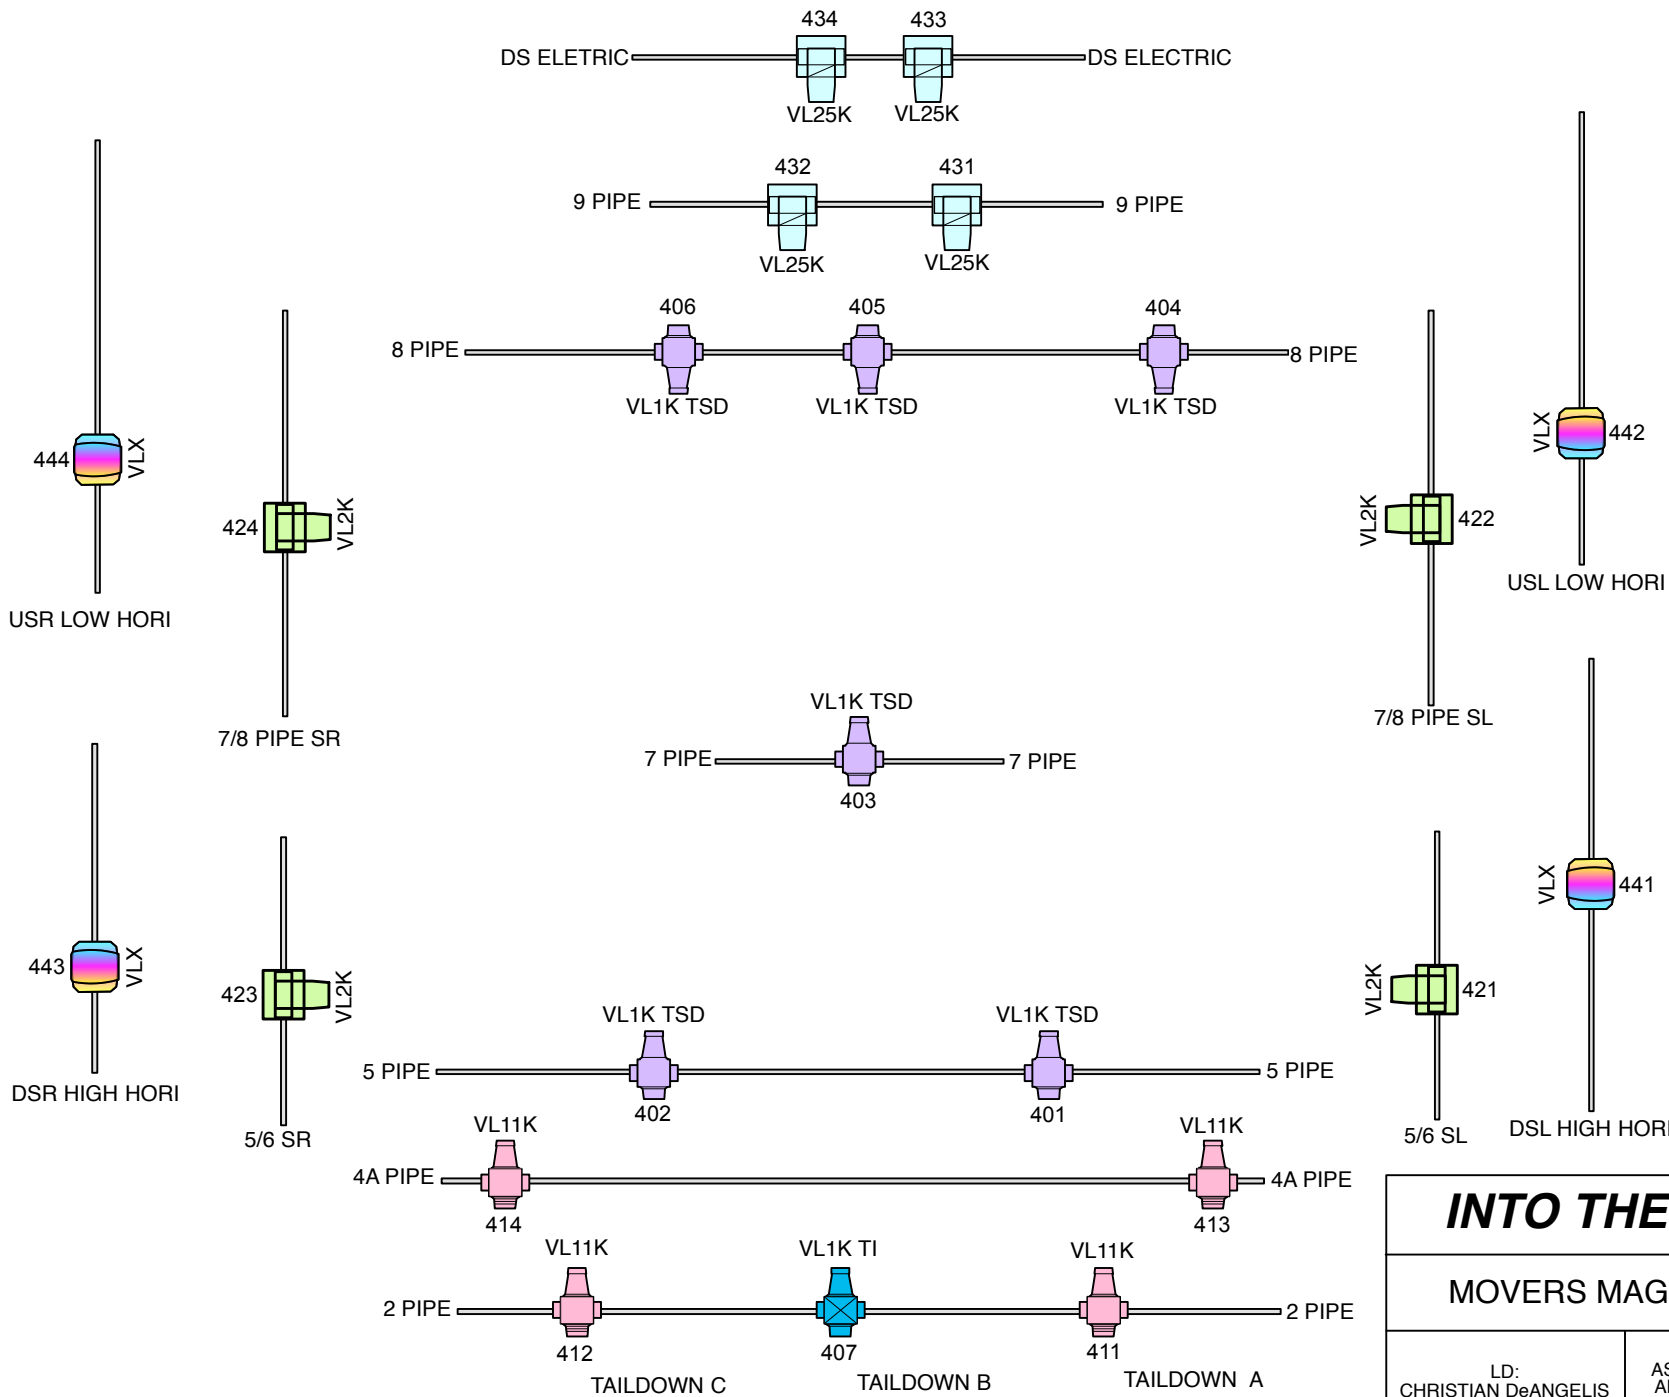 434 433
DS ELETRIC DS ELECTRIC
VL25K VL25K
432 431
9 PIPE 9 PIPE
VL25K VL25K
406 405 404
8 PIPE 8 PIPE
VL1K TSD VL1K TSD VL1K TSD
444 VLX
VLX 442
424 VL2K
VL2K 422
USR LOW HORI
USL LOW HORI
7/8 PIPE SR
7/8 PIPE SL
VL1K TSD
7 PIPE 7 PIPE
403
VLX 441
443 VLX
423 VL2K
VL2K 421
VL1K TSD VL1K TSD
5 PIPE 5 PIPE
402 401
DSR HIGH HORI
5/6 SR
5/6 SL
DSL HIGH HORI
VL11K VL11K
4A PIPE 4A PIPE
414 413
VL11K VL1K TI VL11K
2 PIPE 2 PIPE
412 407 411
TAILDOWN C TAILDOWN B TAILDOWN A
INTO THE
MOVERS MAG
LD:
CHRISTIAN DeANGELIS